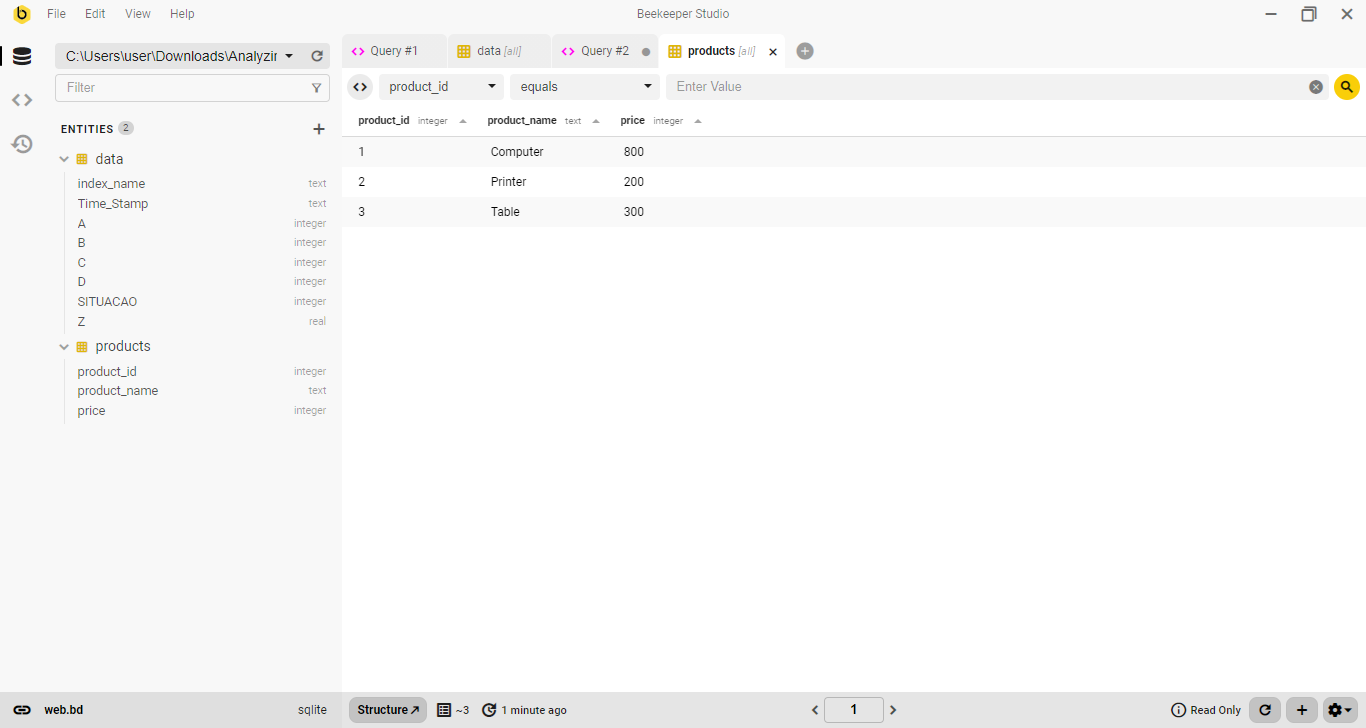 File Edit View Help Beekeeper Studio
C:\Users\user\Downloads\Analyzir
Filter
ENTITIES 2
data
index_name text
Time_Stamp text
A integer
B integer
C integer
D integer
SITUACAO integer
Z real
products
product_id integer
product_name text
price integer
Query #1 data [all] Query #2 products [all]
product_id equals Enter Value
product_id integer product_name text price integer
1 Computer 800
2 Printer 200
3 Table 300
web.bd sqlite
Structure ~3 1 minute ago 1 Read Only